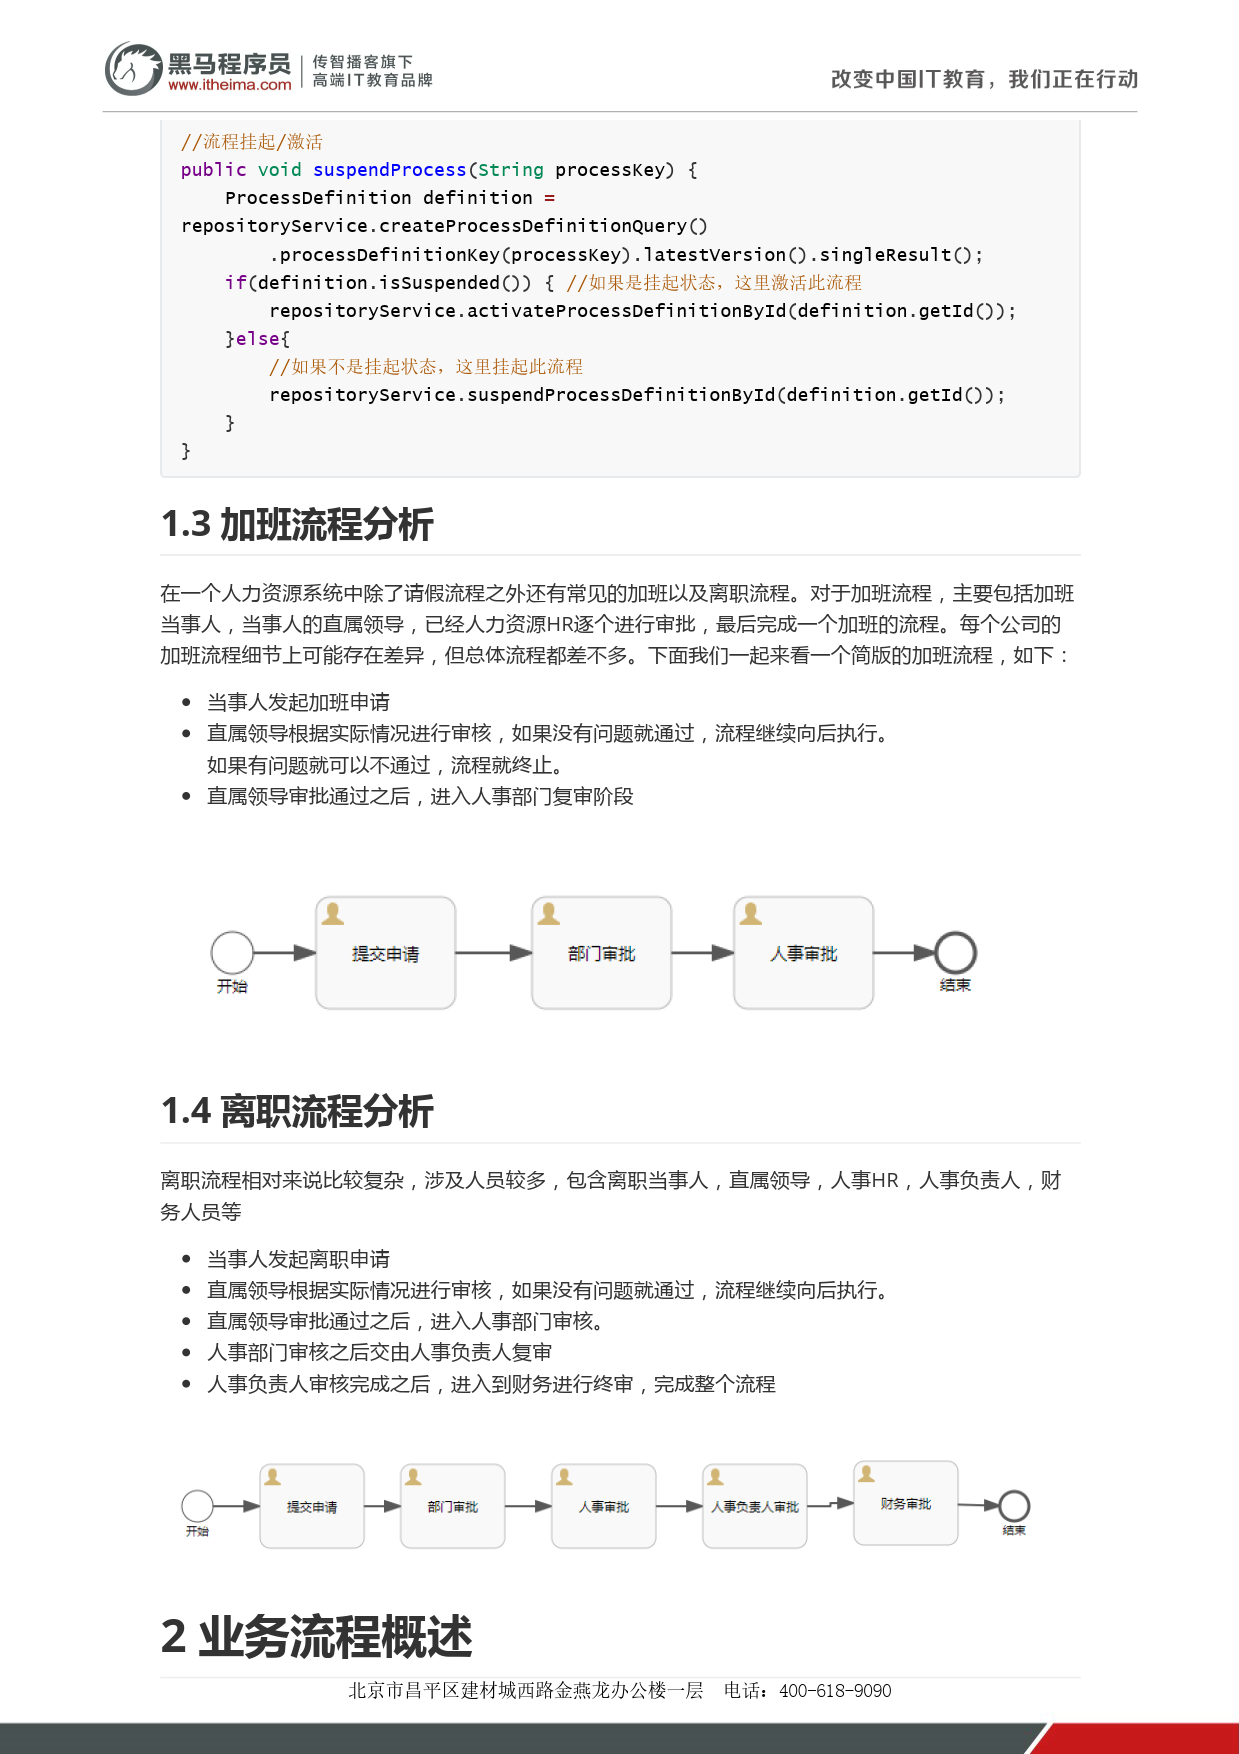 黑马程序员
www.itheima.com
传智播客旗下
高端IT教育品牌
改变中国IT教育，我们正在行动
//流程挂起/激活
public void suspendProcess(String processKey) {
    ProcessDefinition definition =
repositoryService.createProcessDefinitionQuery()
        .processDefinitionKey(processKey).latestVersion().singleResult();
    if(definition.isSuspended()) { //如果是挂起状态，这里激活此流程
        repositoryService.activateProcessDefinitionById(definition.getId());
    }else{
        //如果不是挂起状态，这里挂起此流程
        repositoryService.suspendProcessDefinitionById(definition.getId());
    }
}
1.3 加班流程分析
在一个人力资源系统中除了请假流程之外还有常见的加班以及离职流程。对于加班流程，主要包括加班
当事人，当事人的直属领导，已经人力资源HR逐个进行审批，最后完成一个加班的流程。每个公司的
加班流程细节上可能存在差异，但总体流程都差不多。下面我们一起来看一个简版的加班流程，如下：
● 当事人发起加班申请
● 直属领导根据实际情况进行审核，如果没有问题就通过，流程继续向后执行。
如果有问题就可以不通过，流程就终止。
● 直属领导审批通过之后，进入人事部门复审阶段
开始
提交申请
部门审批
人事审批
结束
1.4 离职流程分析
离职流程相对来说比较复杂，涉及人员较多，包含离职当事人，直属领导，人事HR，人事负责人，财
务人员等
● 当事人发起离职申请
● 直属领导根据实际情况进行审核，如果没有问题就通过，流程继续向后执行。
● 直属领导审批通过之后，进入人事部门审核。
● 人事部门审核之后交由人事负责人复审
● 人事负责人审核完成之后，进入到财务进行终审，完成整个流程
开始
提交申请
部门审批
人事审批
人事负责人审批
财务审批
结束
2 业务流程概述
北京市昌平区建材城西路金燕龙办公楼一层 电话：400-618-9090